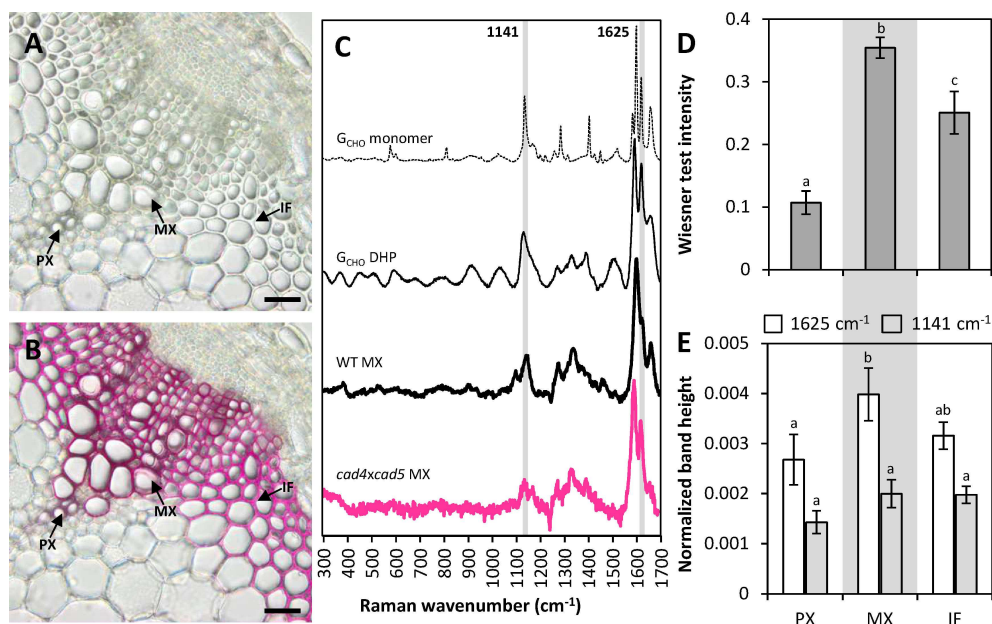 A
IF
MX
PX
B
IF
MX
PX
C
1141
1625
G_CHO monomer
G_CHO DHP
WT MX
cad4xcad5 MX
300
400
500
600
700
800
900
1000
1100
1200
1300
1400
1500
1600
1700
Raman wavenumber (cm⁻¹)
D
Wiesner test intensity
0.4
0.3
0.2
0.1
0
a
b
c
1625 cm⁻¹
1141 cm⁻¹
E
Normalized band height
0.005
0.004
0.003
0.002
0.001
0
a
a
b
a
ab
a
PX
MX
IF